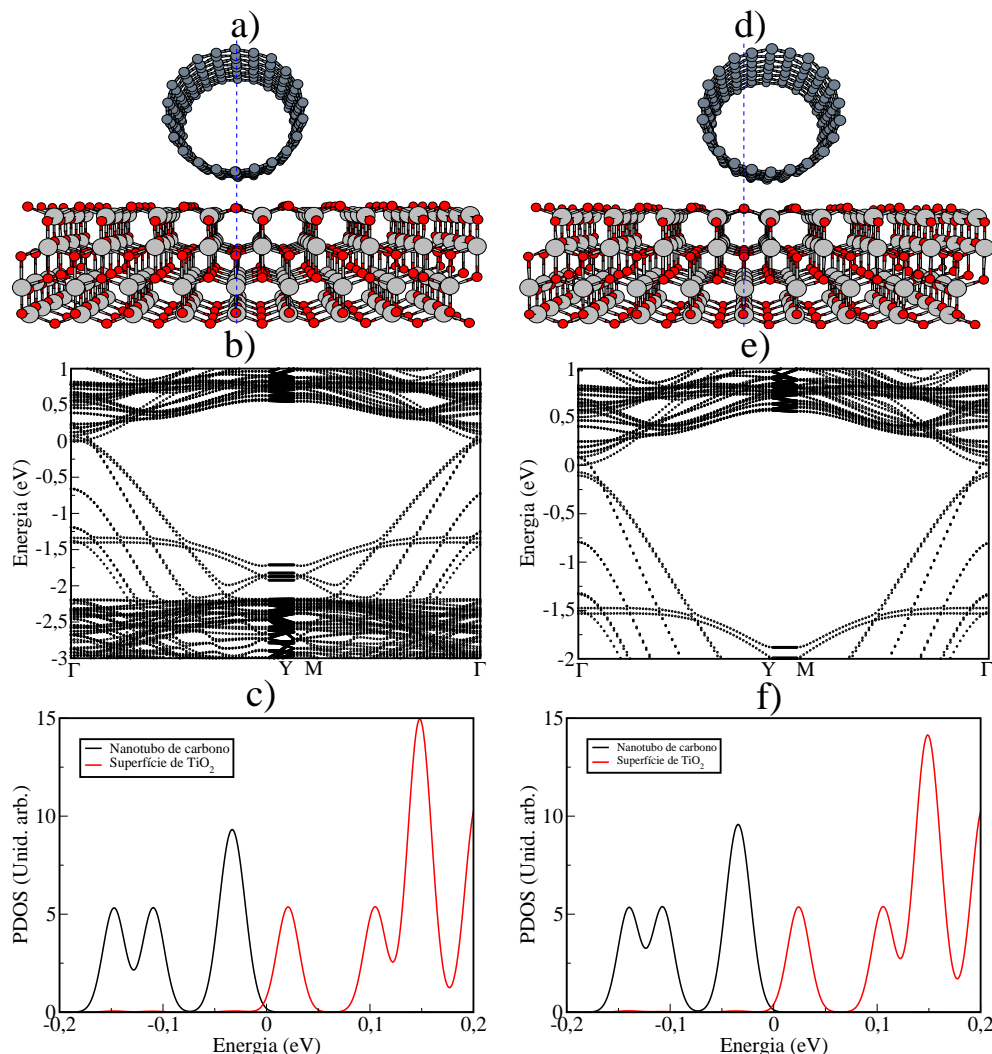 a)
d)
b)
e)
1
0,5
0
-0,5
-1
-1,5
-2
-2,5
-3
Energia (eV)
Γ
Y
M
Γ
1
0,5
0
-0,5
-1
-1,5
-2
Energia (eV)
Γ
Y
M
Γ
c)
f)
15
10
5
0
PDOS (Unid. arb.)
Nanotubo de carbono
Superfície de TiO₂
-0,2
-0,1
0
0,1
0,2
Energia (eV)
15
10
5
0
PDOS (Unid. arb.)
Nanotubo de carbono
Superfície de TiO₂
-0,2
-0,1
0
0,1
0,2
Energia (eV)